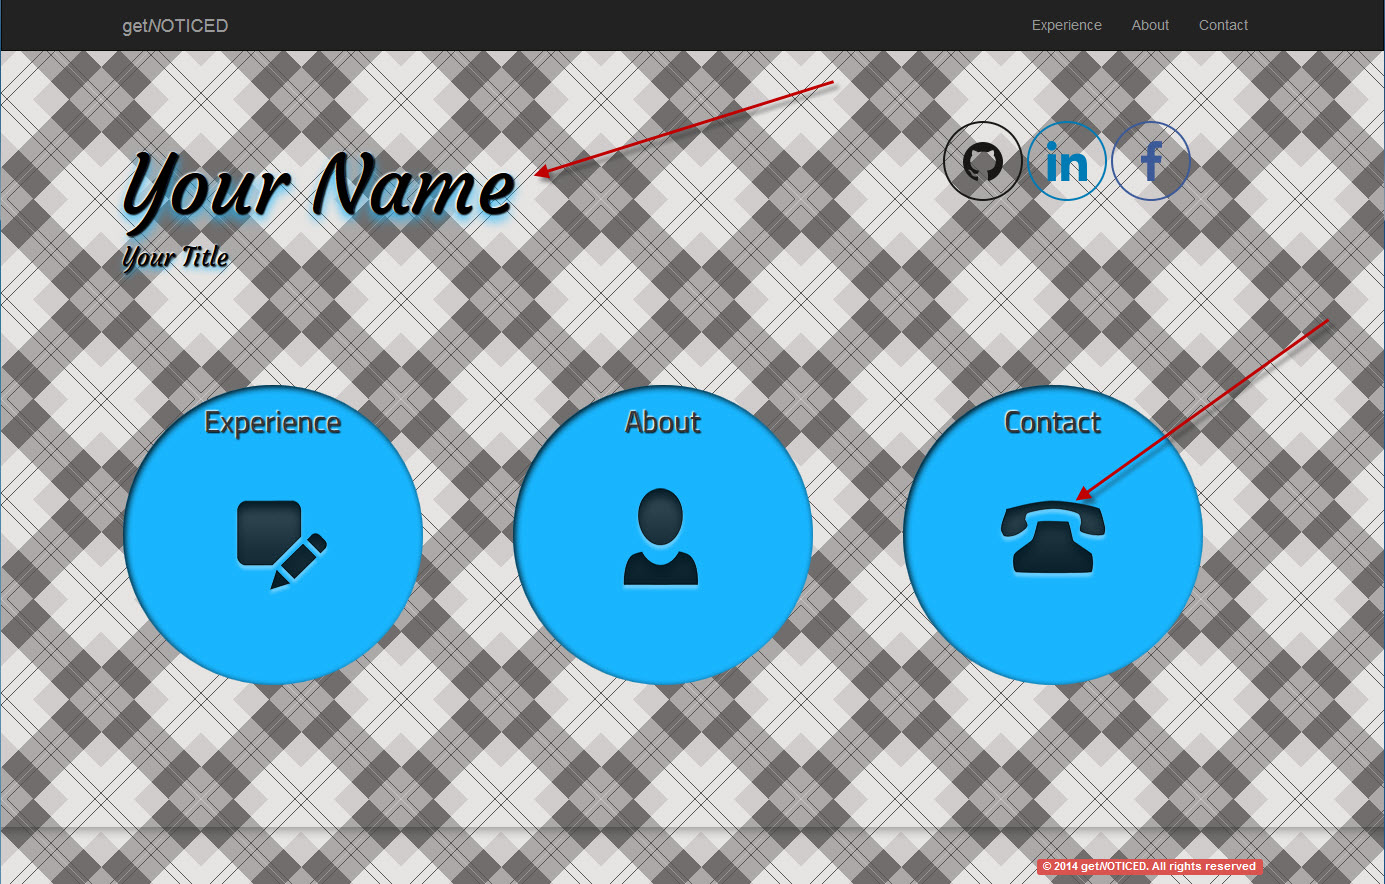 getNOTICED
Experience About Contact
Your Name
Your Title
in f
Experience
About
Contact
© 2014 getNOTICED. All rights reserved